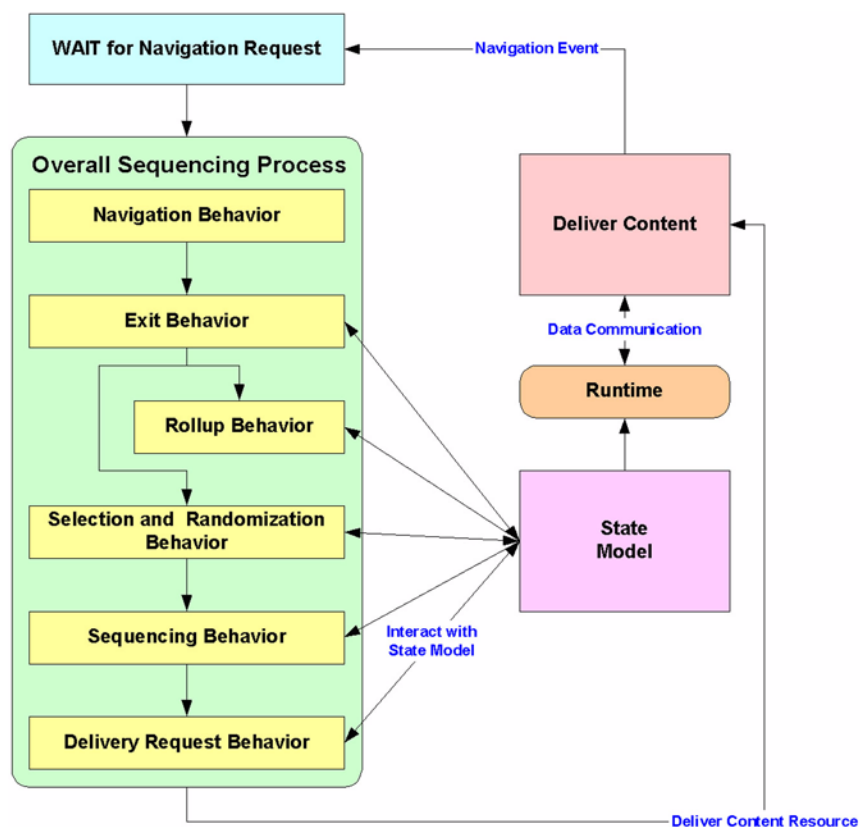 WAIT for Navigation Request
Navigation Event
Overall Sequencing Process
Navigation Behavior
Deliver Content
Exit Behavior
Data Communication
Runtime
Rollup Behavior
Selection and Randomization
Behavior
State
Model
Sequencing Behavior
Interact with
State Model
Delivery Request Behavior
Deliver Content Resource